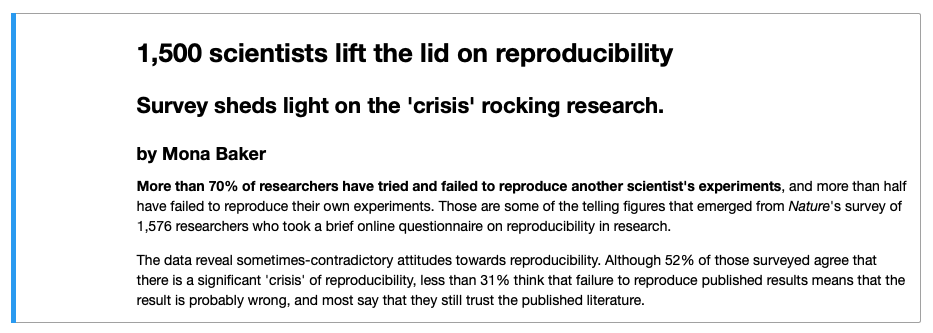 1,500 scientists lift the lid on reproducibility
Survey sheds light on the 'crisis' rocking research.
by Mona Baker
More than 70% of researchers have tried and failed to reproduce another scientist's experiments, and more than half
have failed to reproduce their own experiments. Those are some of the telling figures that emerged from Nature's survey of
1,576 researchers who took a brief online questionnaire on reproducibility in research.
The data reveal sometimes-contradictory attitudes towards reproducibility. Although 52% of those surveyed agree that
there is a significant 'crisis' of reproducibility, less than 31% think that failure to reproduce published results means that the
result is probably wrong, and most say that they still trust the published literature.